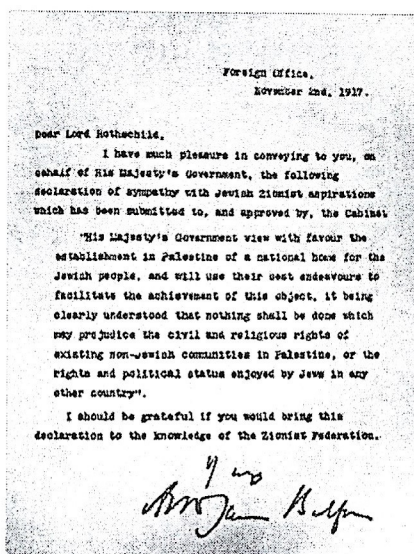 Foreign Office,
November 2nd, 1917.
Dear Lord Rothschild,
I have much pleasure in conveying to you, on
behalf of His Majesty's Government, the following
declaration of sympathy with Jewish Zionist aspirations
which has been submitted to, and approved by, the Cabinet
"His Majesty's Government view with favour the
establishment in Palestine of a national home for the
Jewish people, and will use their best endeavours to
facilitate the achievement of this object, it being
clearly understood that nothing shall be done which
may prejudice the civil and religious rights of
existing non-Jewish communities in Palestine, or the
rights and political status enjoyed by Jews in any
other country".
I should be grateful if you would bring this
declaration to the knowledge of the Zionist Federation.
Balfour